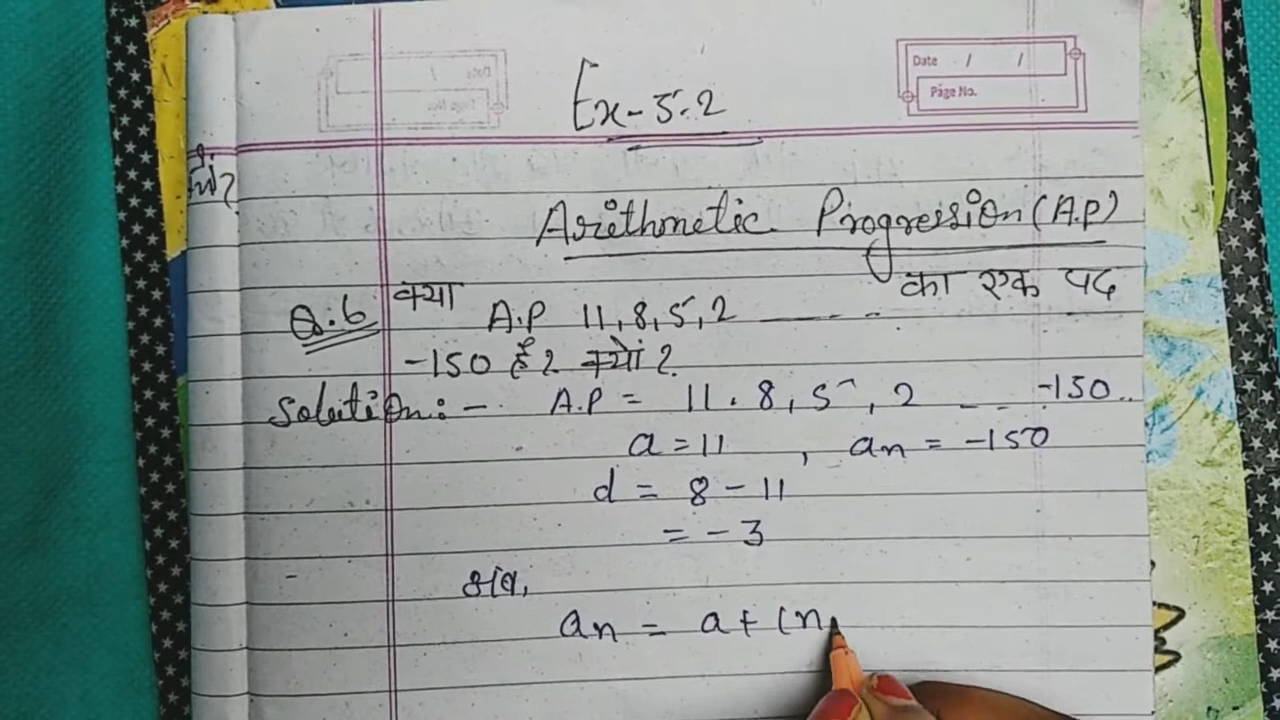 Date / /
Page No.
Ex-5.2
Arithmetic Progression (A.P)
Q.6 क्या A.P 11,8,5,2 ---- का एक पद
-150 है? क्यों?
Solution:- A.P = 11.8,5,2 -- -150..
a=11, an = -150
d = 8-11
= -3
अब,
an = a+(n